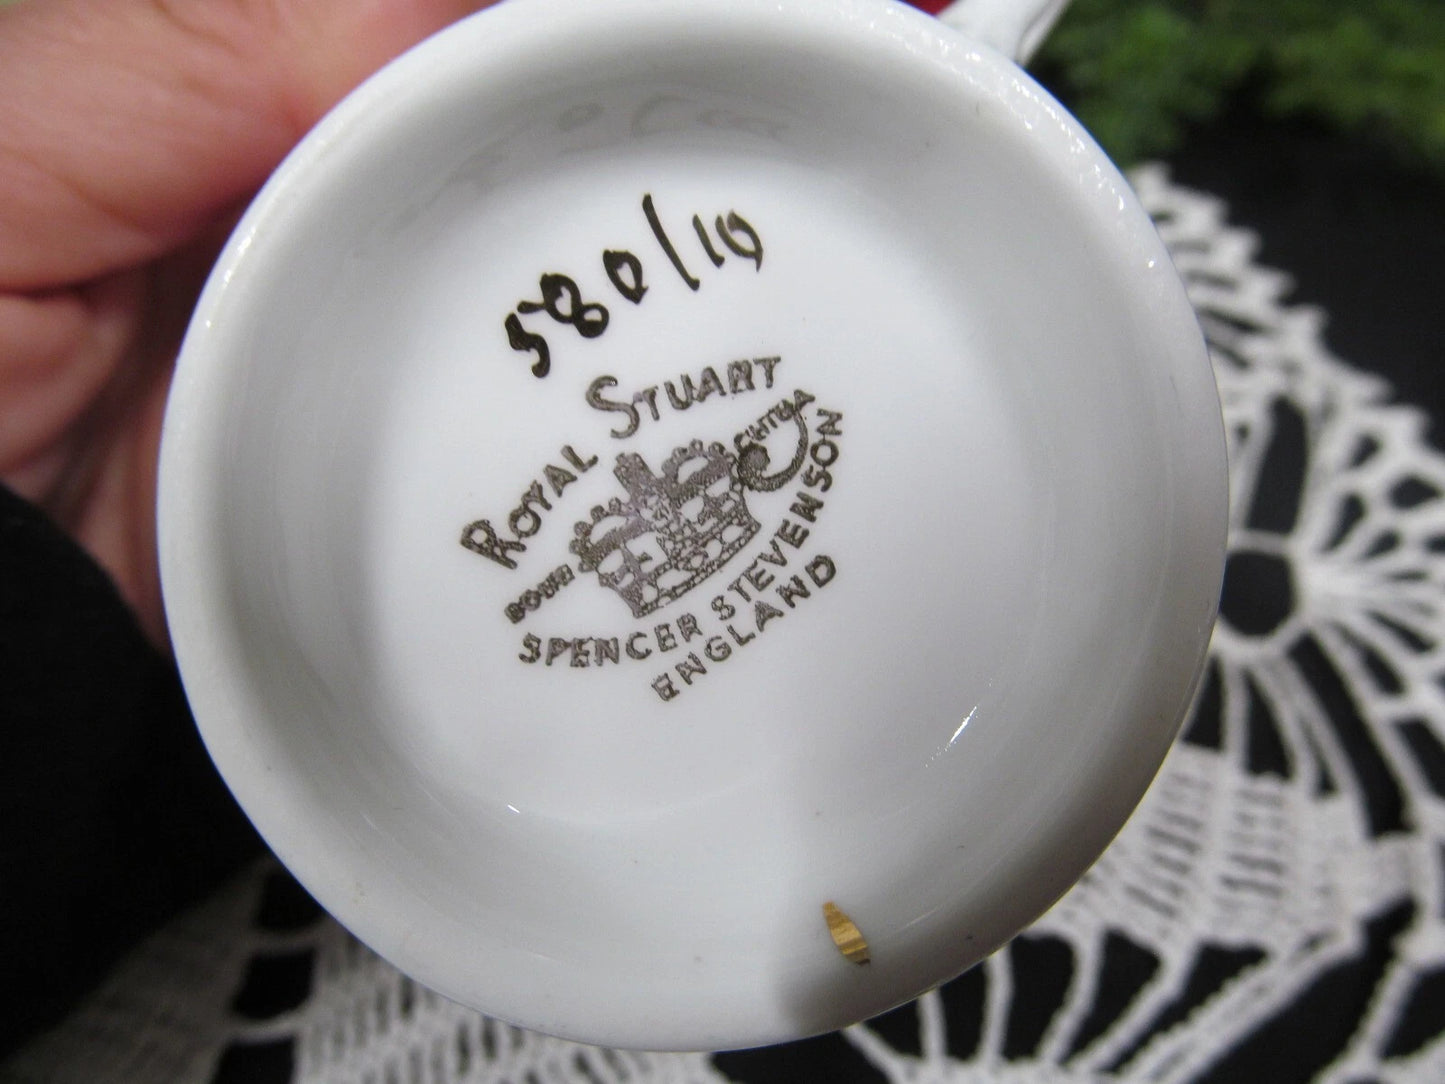 580/10
ROYAL STUART
BONE CHINA
SPENCER STEVENSON
ENGLAND